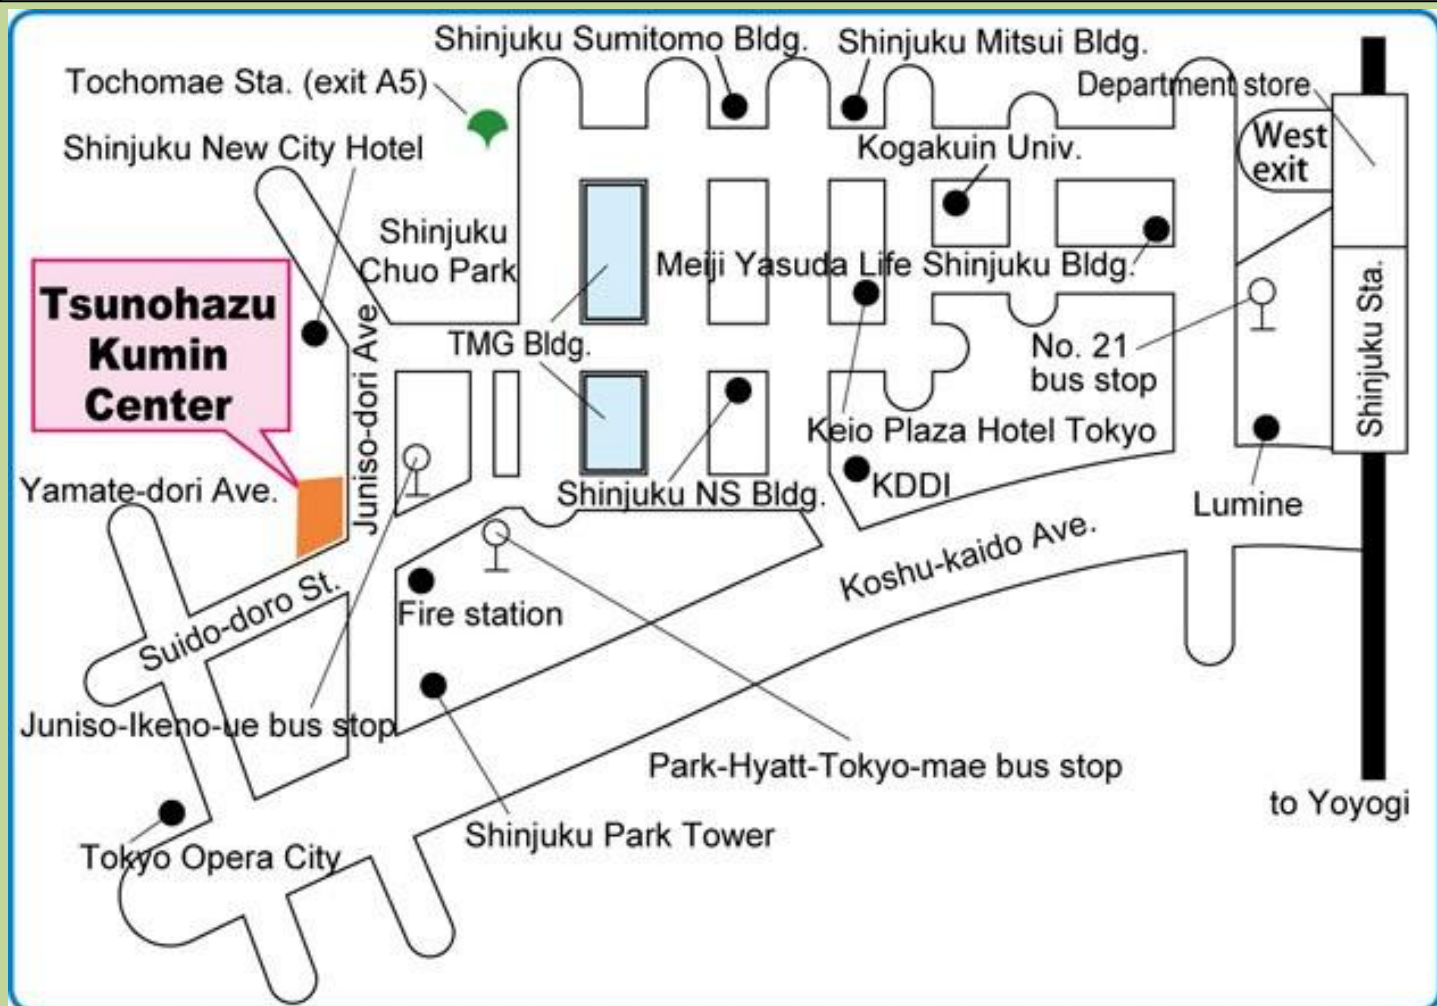 Shinjuku Sumitomo Bldg.
Shinjuku Mitsui Bldg.
Tochomae Sta. (exit A5)
Department store
Shinjuku New City Hotel
Kogakuin Univ.
West
exit
Shinjuku
Chuo Park
Meiji Yasuda Life Shinjuku Bldg.
Tsunohazu
Kumin
Center
Juniso-dori Ave
TMG Bldg.
No. 21
bus stop
Shinjuku Sta.
Keio Plaza Hotel Tokyo
Yamate-dori Ave.
Shinjuku NS Bldg.
KDDI
Lumine
Koshu-kaido Ave.
Suido-doro St.
Fire station
Juniso-Ikeno-ue bus stop
Park-Hyatt-Tokyo-mae bus stop
to Yoyogi
Shinjuku Park Tower
Tokyo Opera City